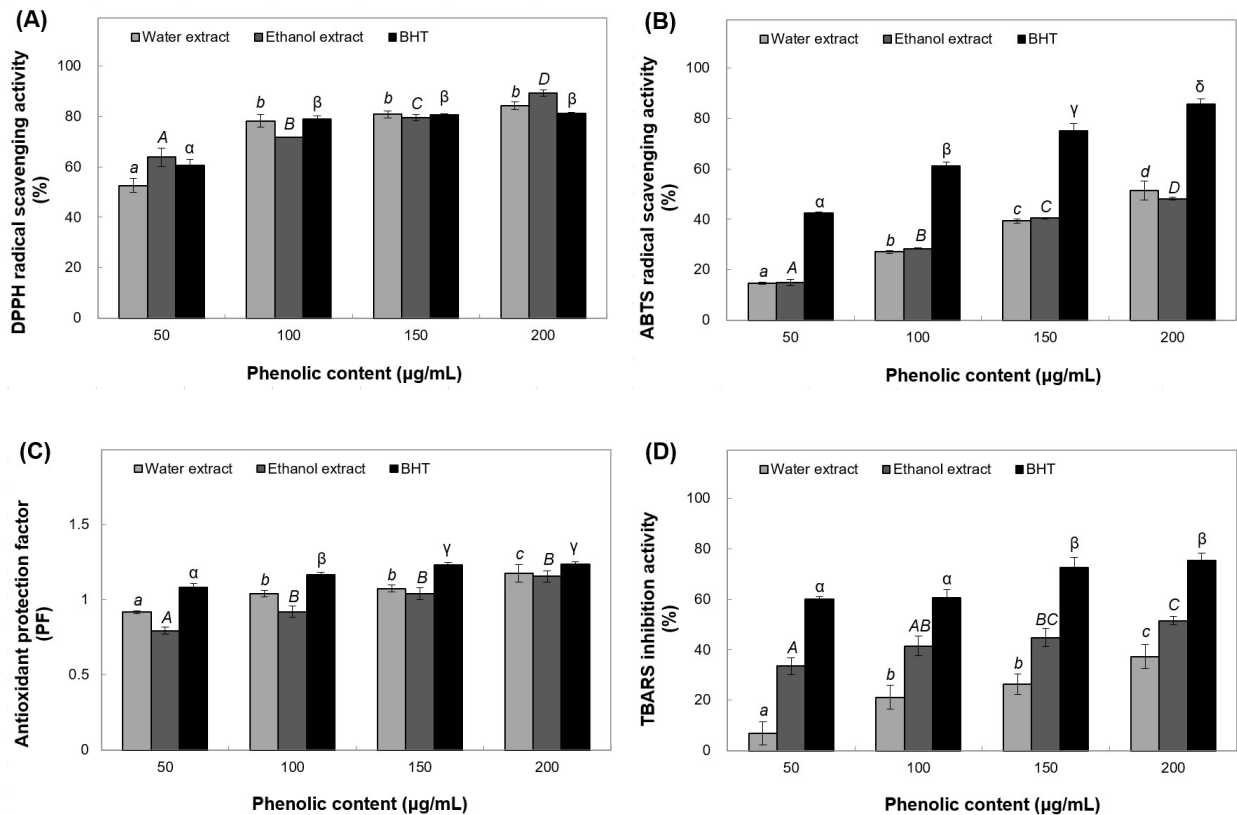 (A)
Water extract Ethanol extract BHT
DPPH radical scavenging activity
(%)
100
80
60
40
20
0
a A α
b B β
b C β
b D β
50 100 150 200
Phenolic content (µg/mL)
(B)
Water extract Ethanol extract BHT
ABTS radical scavenging activity
(%)
100
80
60
40
20
0
a A α
b B β
c C γ
d D δ
50 100 150 200
Phenolic content (µg/mL)
(C)
Water extract Ethanol extract BHT
Antioxidant protection factor
(PF)
1.5
1
0.5
0
a A α
b B β
b B γ
c B γ
50 100 150 200
Phenolic content (µg/mL)
(D)
Water extract Ethanol extract BHT
TBARS inhibition activity
(%)
100
80
60
40
20
0
a A α
b AB α
b BC β
c C β
50 100 150 200
Phenolic content (µg/mL)